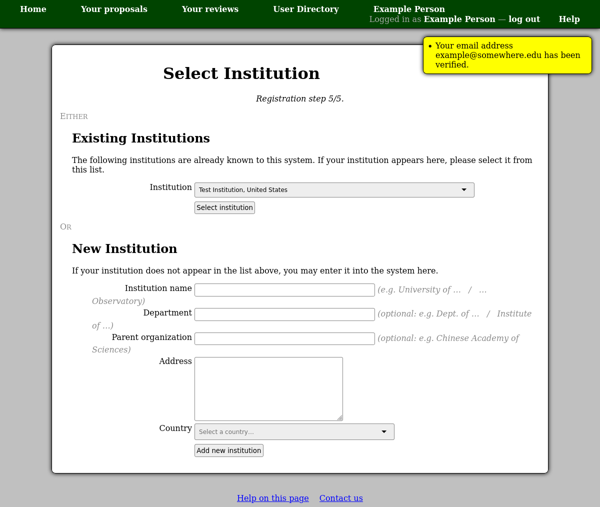 Home Your proposals Your reviews User Directory Example Person
Logged in as Example Person — log out Help
Your email address
example@somewhere.edu has been
verified.
Select Institution
Registration step 5/5.
Either
Existing Institutions
The following institutions are already known to this system. If your institution appears here, please select it from
this list.
Institution Test Institution, United States
Select institution
Or
New Institution
If your institution does not appear in the list above, you may enter it into the system here.
Institution name (e.g. University of ... / ...
Observatory)
Department (optional: e.g. Dept. of ... / Institute
of ...)
Parent organization (optional: e.g. Chinese Academy of
Sciences)
Address
Country Select a country...
Add new institution
Help on this page Contact us